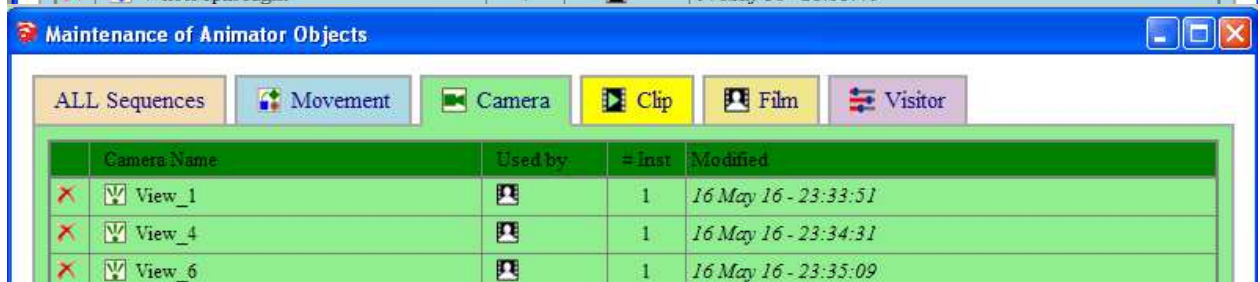 Maintenance of Animator Objects
ALL Sequences Movement Camera Clip Film Visitor
Camera Name Used by # Inst Modified
View_1 1 16 May 16 - 23:33:51
View_4 1 16 May 16 - 23:34:31
View_6 1 16 May 16 - 23:35:09